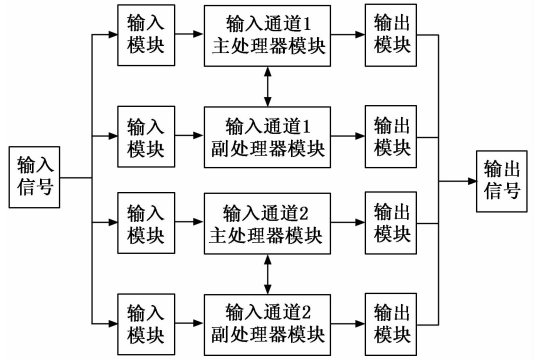 输入
信号
输入
模块
输入通道1
主处理器模块
输出
模块
输入
模块
输入通道1
副处理器模块
输出
模块
输入
模块
输入通道2
主处理器模块
输出
模块
输入
模块
输入通道2
副处理器模块
输出
模块
输出
信号